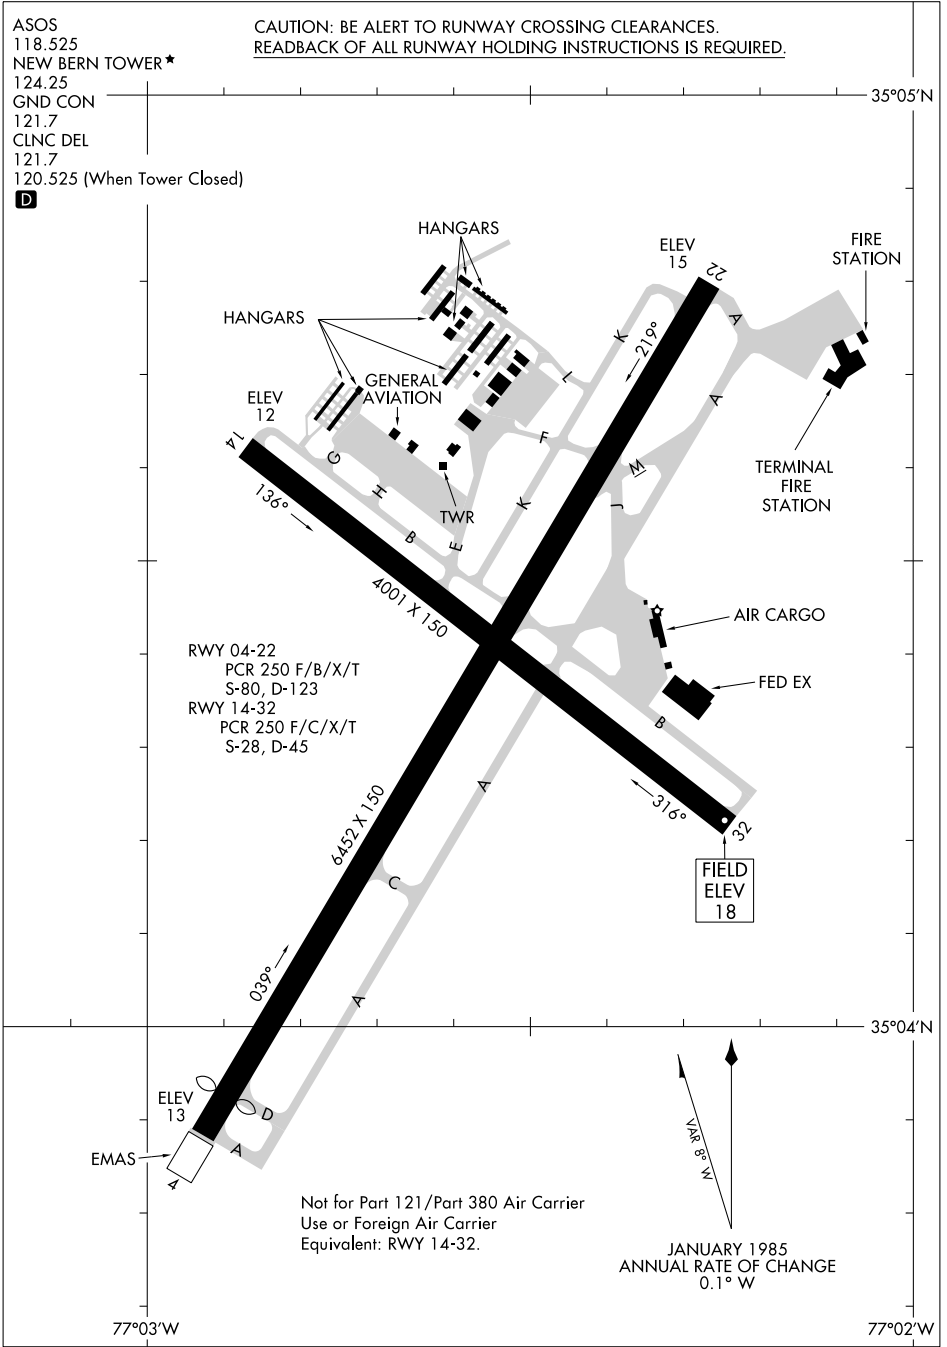 ASOS
118.525
NEW BERN TOWER★
124.25
GND CON
121.7
CLNC DEL
121.7
120.525 (When Tower Closed)
D
CAUTION: BE ALERT TO RUNWAY CROSSING CLEARANCES.
READBACK OF ALL RUNWAY HOLDING INSTRUCTIONS IS REQUIRED.
35°05'N
HANGARS
ELEV
15
22
FIRE
STATION
HANGARS
K
219°
A
A
L
GENERAL
AVIATION
ELEV
12
14
F
G
M
TERMINAL
FIRE
STATION
136°
H
K
J
TWR
B
E
4001 X 150
AIR CARGO
RWY 04-22
PCR 250 F/B/X/T
S-80, D-123
RWY 14-32
PCR 250 F/C/X/T
S-28, D-45
FED EX
B
A
316°
32
6452 X 150
C
FIELD
ELEV
18
039°
A
35°04'N
ELEV
13
D
A
EMAS
4
VAR 8° W
Not for Part 121/Part 380 Air Carrier
Use or Foreign Air Carrier
Equivalent: RWY 14-32.
JANUARY 1985
ANNUAL RATE OF CHANGE
0.1° W
77°03'W
77°02'W